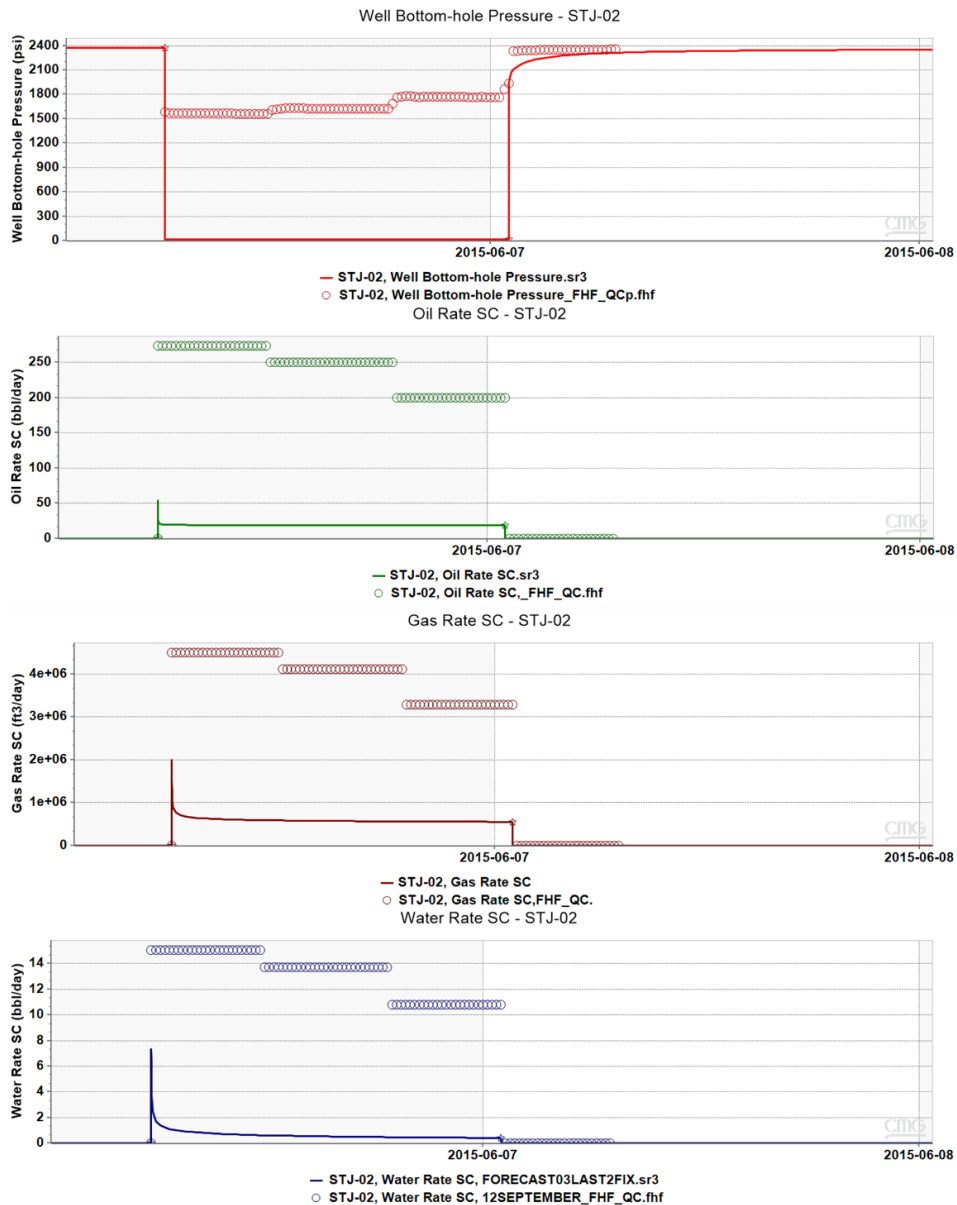 Well Bottom-hole Pressure - STJ-02
Well Bottom-hole Pressure (psi)
2400
2100
1800
1500
1200
900
600
300
0
CMG
2015-06-07
2015-06-08
STJ-02, Well Bottom-hole Pressure.sr3
STJ-02, Well Bottom-hole Pressure_FHF_QCp.fhf
Oil Rate SC - STJ-02
Oil Rate SC (bbl/day)
250
200
150
100
50
0
CMG
2015-06-07
2015-06-08
STJ-02, Oil Rate SC.sr3
STJ-02, Oil Rate SC,_FHF_QC.fhf
Gas Rate SC - STJ-02
Gas Rate SC (ft3/day)
4e+06
3e+06
2e+06
1e+06
0
CMG
2015-06-07
2015-06-08
STJ-02, Gas Rate SC
STJ-02, Gas Rate SC,FHF_QC.
Water Rate SC - STJ-02
Water Rate SC (bbl/day)
14
12
10
8
6
4
2
0
CMG
2015-06-07
2015-06-08
STJ-02, Water Rate SC, FORECAST03LAST2FIX.sr3
STJ-02, Water Rate SC, 12SEPTEMBER_FHF_QC.fhf